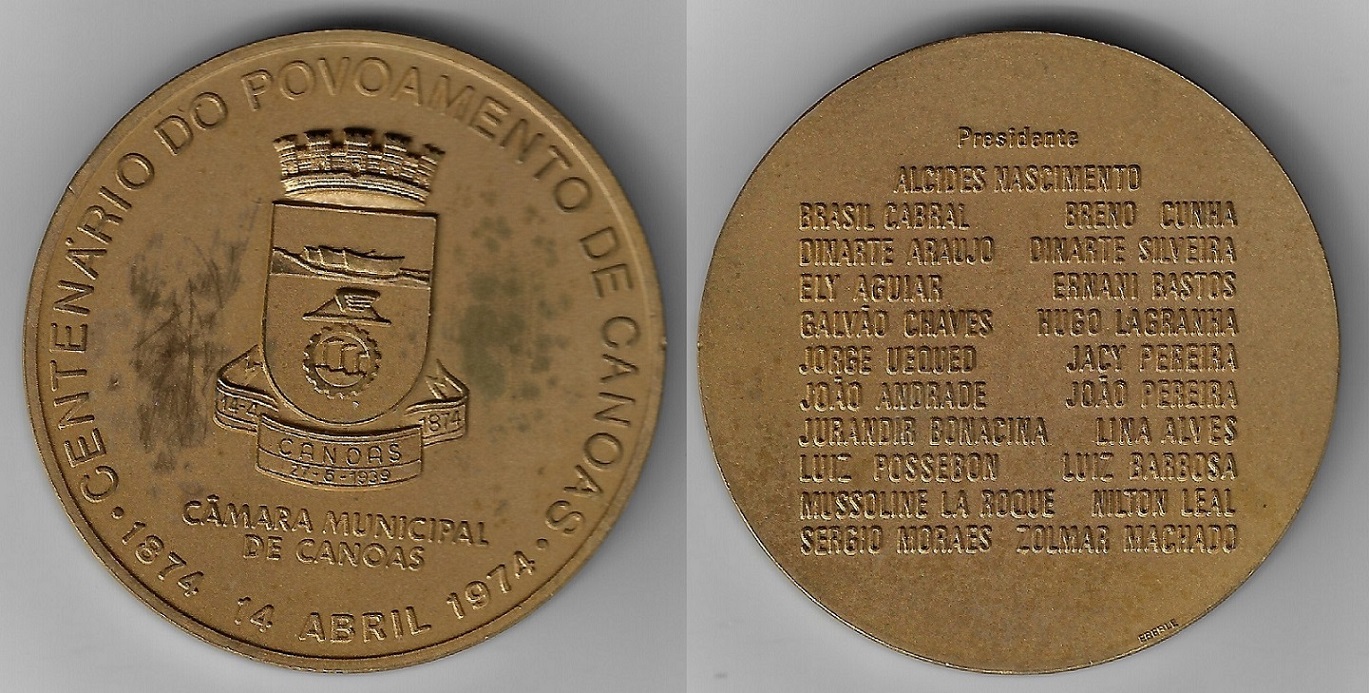 CENTENÁRIO DO POVOAMENTO DE CANOAS
1874 14 ABRIL 1974
14-4 1874
CANOAS
27-6-1939
CÂMARA MUNICIPAL
DE CANOAS
Presidente
ALCIDES NASCIMENTO
BRASIL CABRAL BRENO CUNHA
DINARTE ARAUJO DINARTE SILVEIRA
ELY AGUIAR ERNANI BASTOS
GALVÃO CHAVES HUGO LAGRANHA
JORGE UEQUED JACY PEREIRA
JOÃO ANDRADE JOÃO PEREIRA
JURANDIR BONACINA LINA ALVES
LUIZ POSSEBON LUIZ BARBOSA
MUSSOLINE LA ROQUE NILTON LEAL
SERGIO MORAES ZOLMAR MACHADO
EBERLE